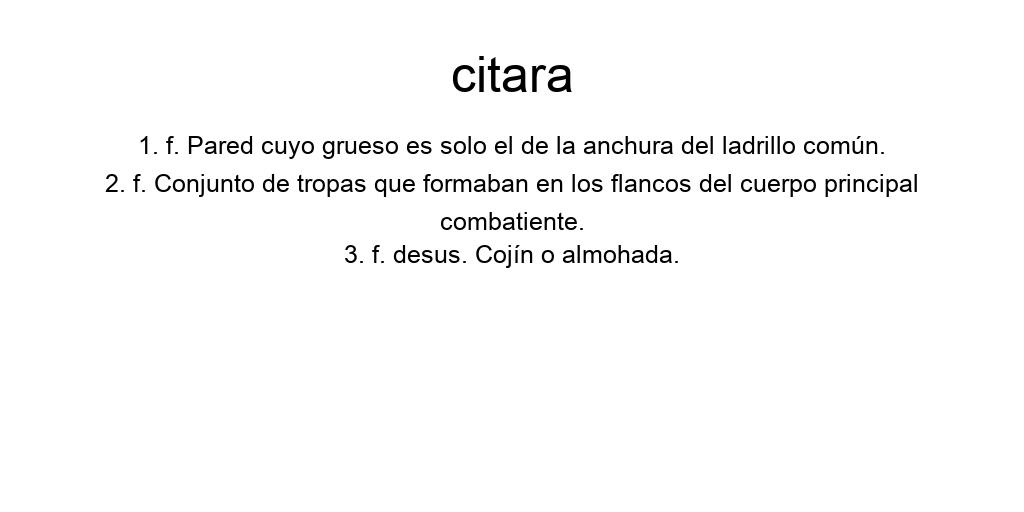 citara
1. f. Pared cuyo grueso es solo el de la anchura del ladrillo común.
2. f. Conjunto de tropas que formaban en los flancos del cuerpo principal
combatiente.
3. f. desus. Cojín o almohada.